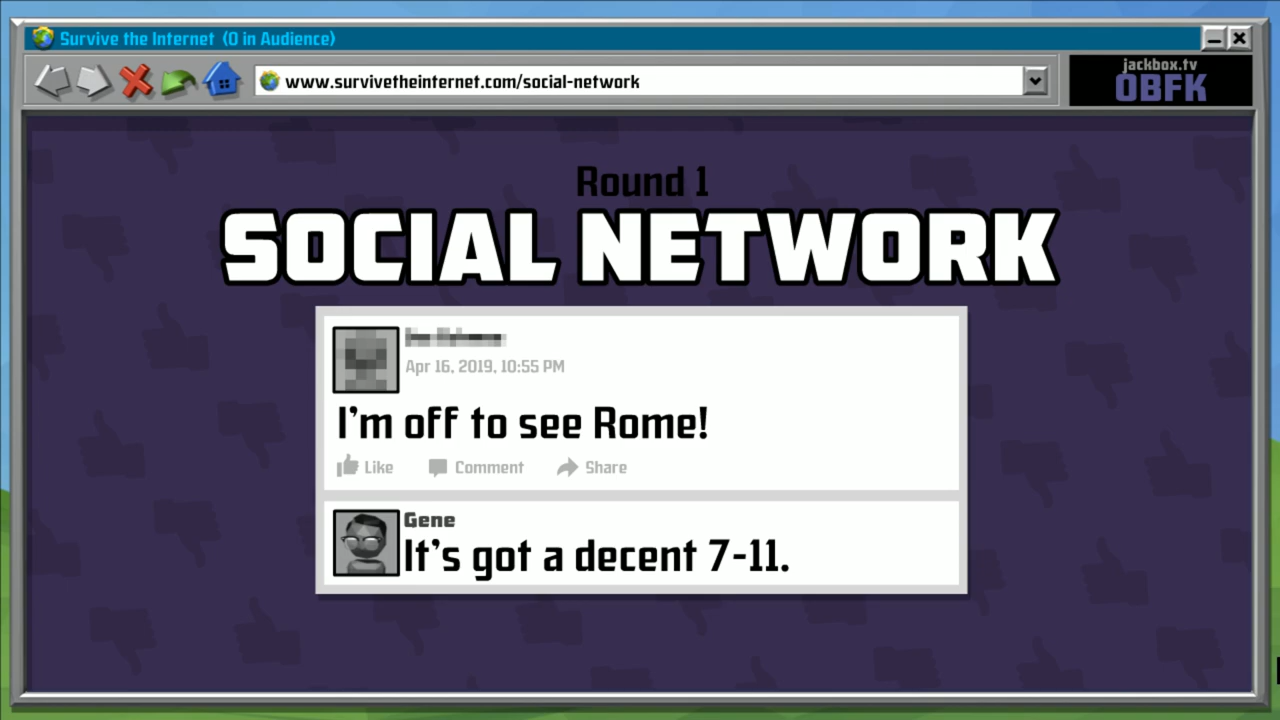 Survive the Internet (0 in Audience)
www.survivetheinternet.com/social-network
jackbox.tv
OBFK
Round 1
SOCIAL NETWORK
Apr 16, 2019, 10:55 PM
I'm off to see Rome!
Like Comment Share
Gene
It's got a decent 7-11.